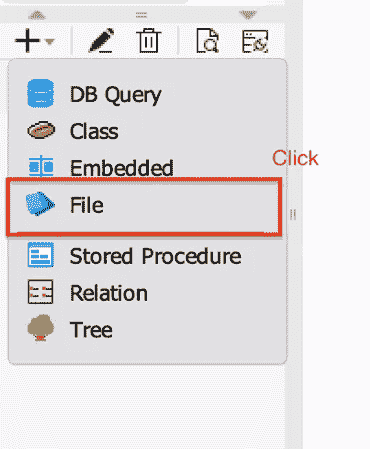 DB Query
Class
Embedded
Click
File
Stored Procedure
Relation
Tree